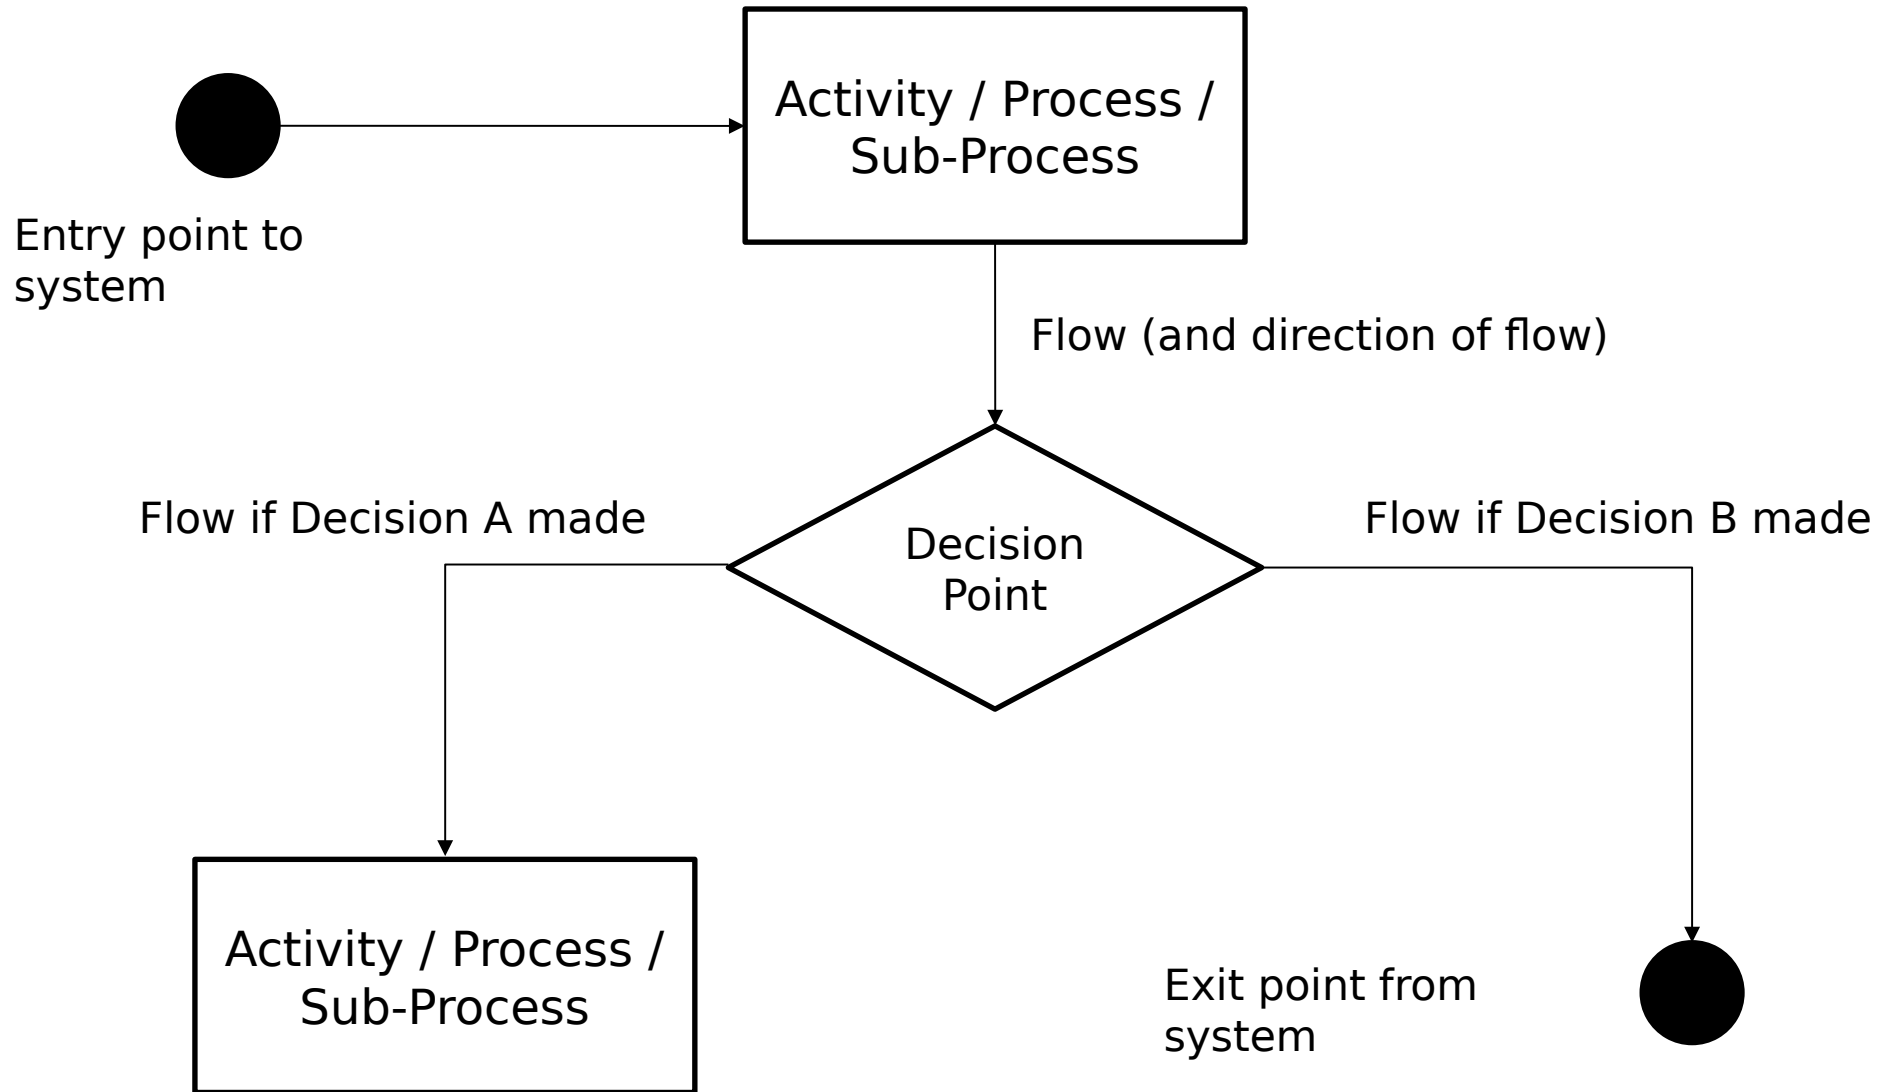 Activity / Process /
Sub-Process
Entry point to
system
Flow (and direction of flow)
Flow if Decision A made
Flow if Decision B made
Decision
Point
Activity / Process /
Sub-Process
Exit point from
system